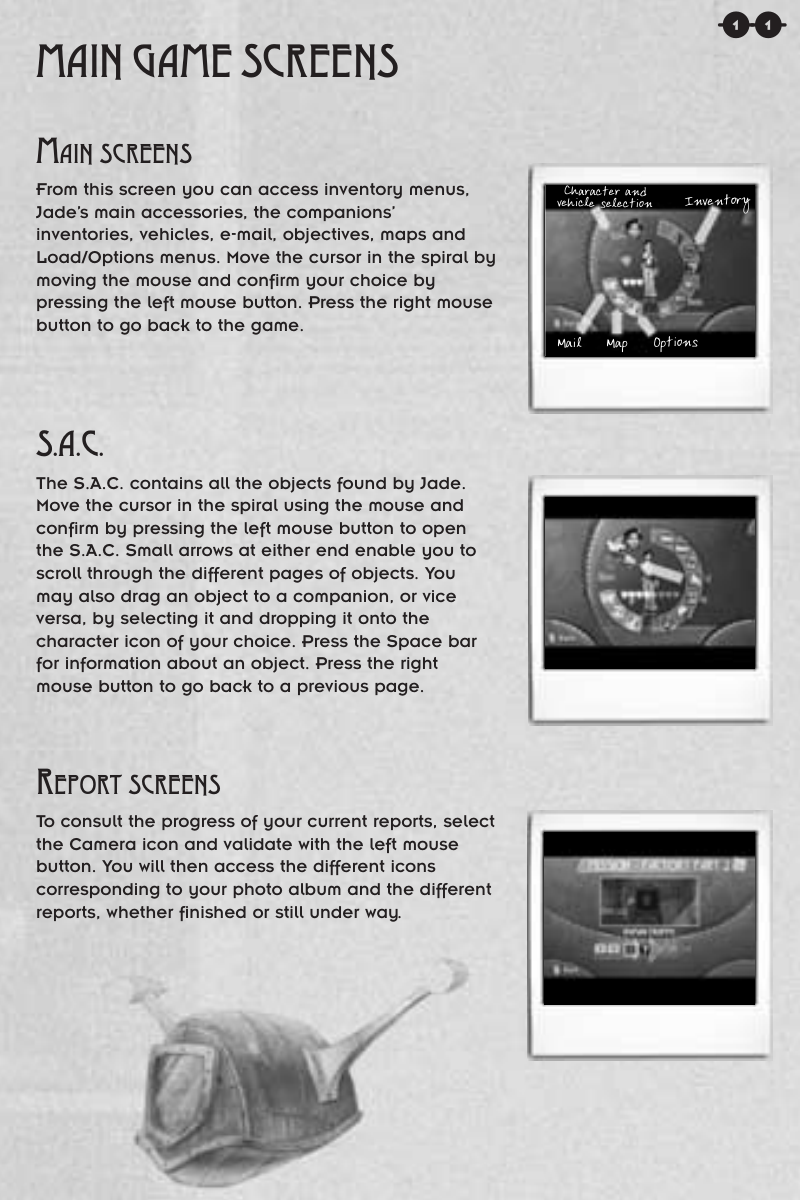 1 1
MAIN GAME SCREENS
MAIN SCREENS
From this screen you can access inventory menus,
Jade's main accessories, the companions'
inventories, vehicles, e-mail, objectives, maps and
Load/Options menus. Move the cursor in the spiral by
moving the mouse and confirm your choice by
pressing the left mouse button. Press the right mouse
button to go back to the game.
Character and
vehicle selection
Inventory
Mail Map Options
S.A.C.
The S.A.C. contains all the objects found by Jade.
Move the cursor in the spiral using the mouse and
confirm by pressing the left mouse button to open
the S.A.C. Small arrows at either end enable you to
scroll through the different pages of objects. You
may also drag an object to a companion, or vice
versa, by selecting it and dropping it onto the
character icon of your choice. Press the Space bar
for information about an object. Press the right
mouse button to go back to a previous page.
REPORT SCREENS
To consult the progress of your current reports, select
the Camera icon and validate with the left mouse
button. You will then access the different icons
corresponding to your photo album and the different
reports, whether finished or still under way.